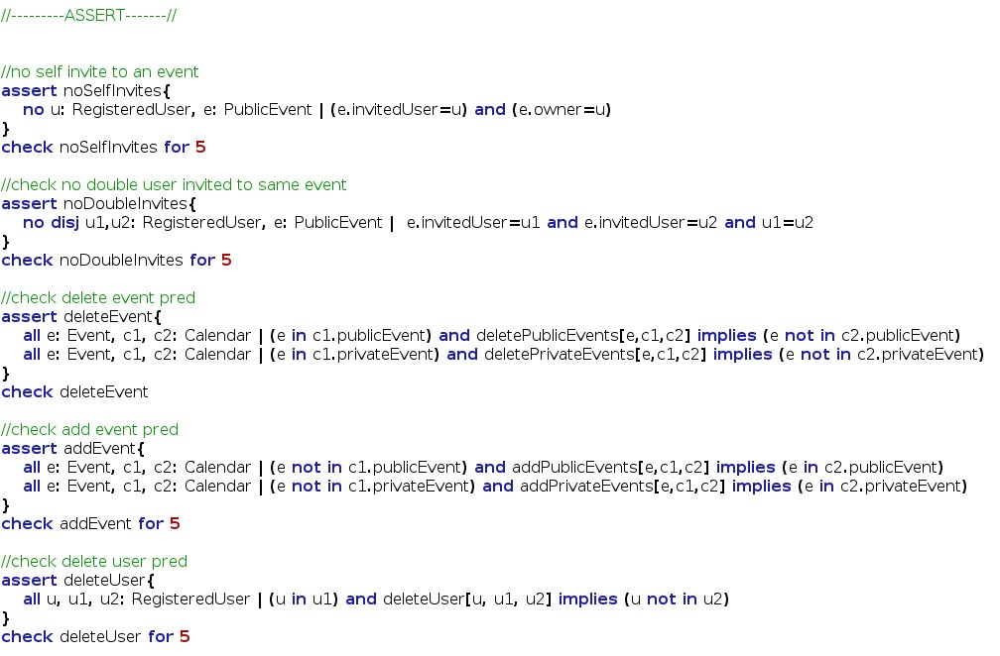 //---------ASSERT-------//
//no self invite to an event
assert noSelfInvites{
no u: RegisteredUser, e: PublicEvent | (e.invitedUser=u) and (e.owner=u)
}
check noSelfInvites for 5
//check no double user invited to same event
assert noDoubleInvites{
no disj u1,u2: RegisteredUser, e: PublicEvent | e.invitedUser=u1 and e.invitedUser=u2 and u1=u2
}
check noDoubleInvites for 5
//check delete event pred
assert deleteEvent{
all e: Event, c1, c2: Calendar | (e in c1.publicEvent) and deletePublicEvents[e,c1,c2] implies (e not in c2.publicEvent)
all e: Event, c1, c2: Calendar | (e in c1.privateEvent) and deletePrivateEvents[e,c1,c2] implies (e not in c2.privateEvent)
}
check deleteEvent
//check add event pred
assert addEvent{
all e: Event, c1, c2: Calendar | (e not in c1.publicEvent) and addPublicEvents[e,c1,c2] implies (e in c2.publicEvent)
all e: Event, c1, c2: Calendar | (e not in c1.privateEvent) and addPrivateEvents[e,c1,c2] implies (e in c2.privateEvent)
}
check addEvent for 5
//check delete user pred
assert deleteUser{
all u, u1, u2: RegisteredUser | (u in u1) and deleteUser[u, u1, u2] implies (u not in u2)
}
check deleteUser for 5